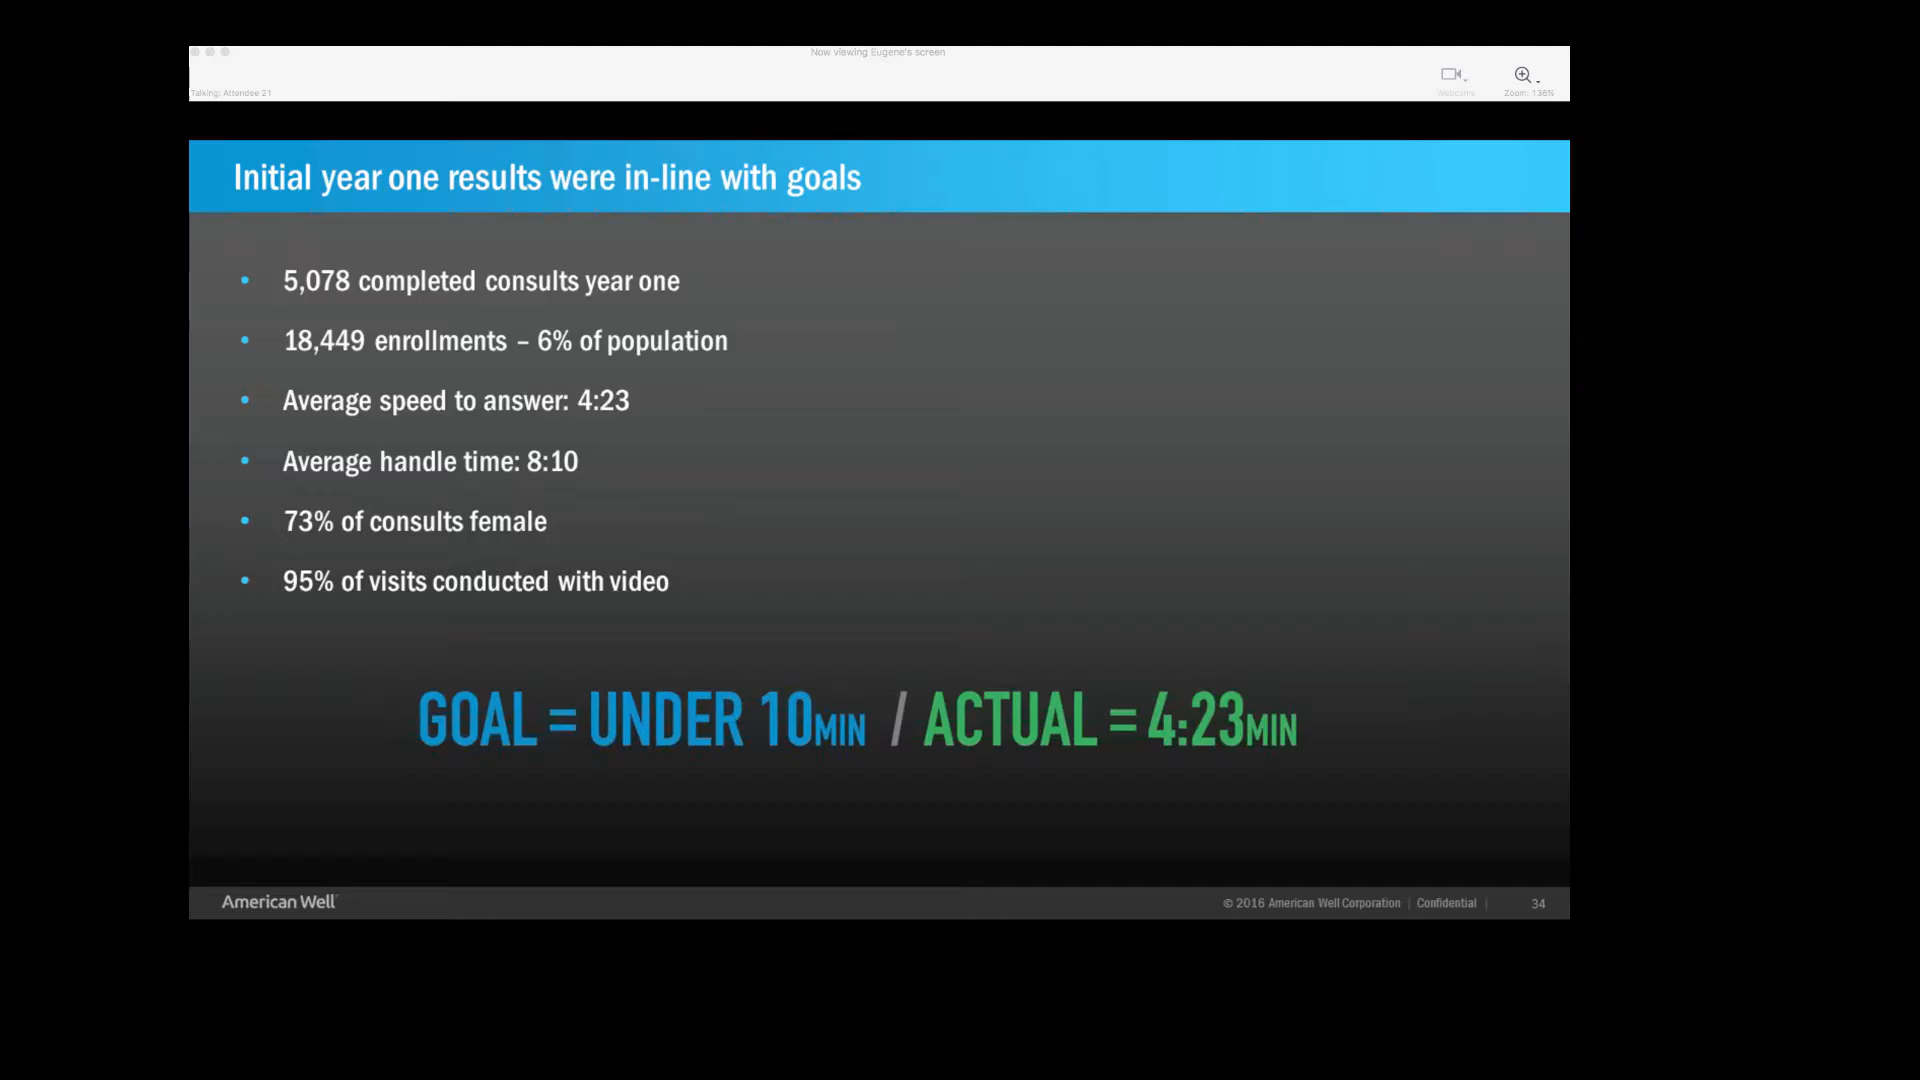 Now viewing Eugene's screen
Talking: Attendee 21
Webcams
Zoom: 136%
Initial year one results were in-line with goals
• 5,078 completed consults year one
• 18,449 enrollments – 6% of population
• Average speed to answer: 4:23
• Average handle time: 8:10
• 73% of consults female
• 95% of visits conducted with video
GOAL = UNDER 10MIN / ACTUAL = 4:23MIN
American Well
© 2016 American Well Corporation | Confidential | 34